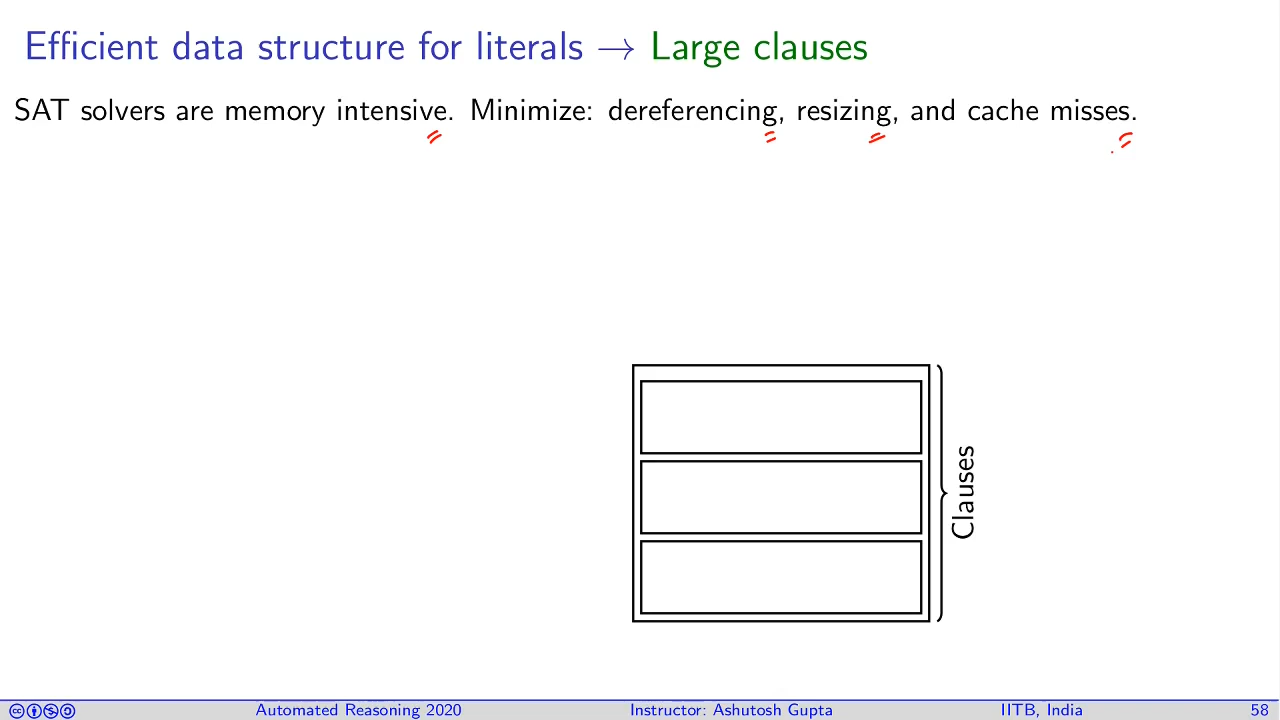 Efficient data structure for literals → Large clauses
SAT solvers are memory intensive. Minimize: dereferencing, resizing, and cache misses.
Clauses
Automated Reasoning 2020 Instructor: Ashutosh Gupta IITB, India 58